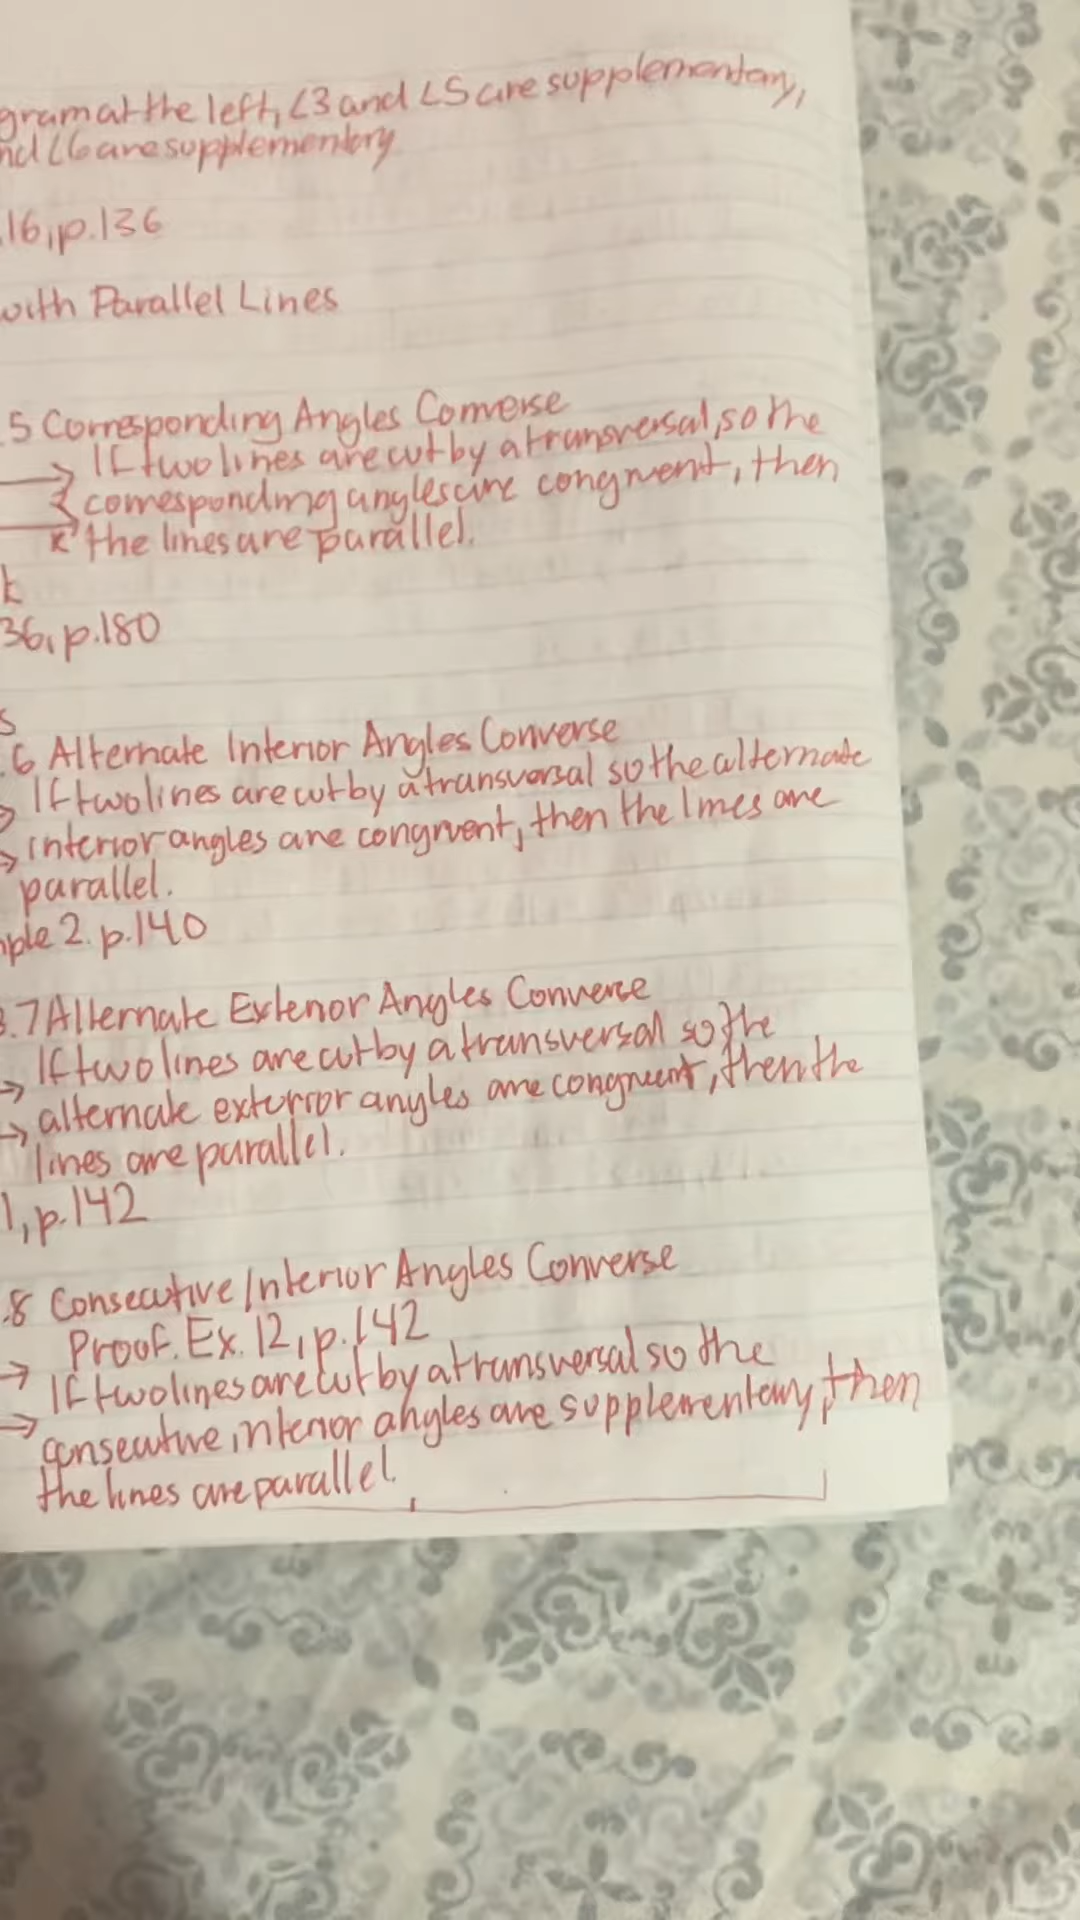 gram at the left, ∠3 and ∠5 are supplementary,
nd ∠6 are supplementary
.16, p.136
with Parallel Lines
.5 Corresponding Angles Converse
If two lines are cut by a transversal, so the
corresponding angles are congruent, then
the lines are parallel.
k
36, p.180
s
.6 Alternate Interior Angles Converse
If two lines are cut by a transversal so the alternate
interior angles are congruent, then the lines are
parallel.
mple 2. p.140
3.7 Alternate Exterior Angles Converse
If two lines are cut by a transversal so the
alternate exterior angles are congruent, then the
lines are parallel.
1, p.142
.8 Consecutive Interior Angles Converse
Proof. Ex. 12, p.142
If two lines are cut by a transversal so the
consecutive interior angles are supplementary, then
the lines are parallel.